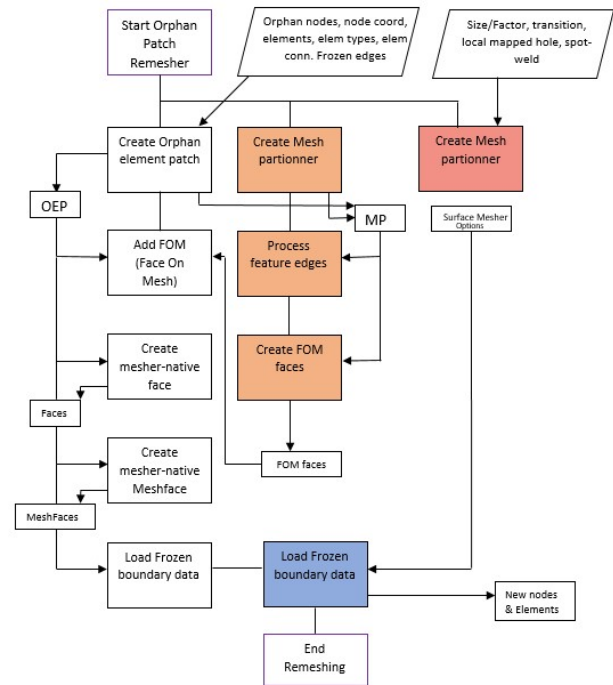 Start Orphan
Patch
Remesher
Orphan nodes, node coord,
elements, elem types, elem
conn. Frozen edges
Size/Factor, transition,
local mapped hole, spot-
weld
Create Orphan
element patch
Create Mesh
partionner
Create Mesh
partionner
OEP
MP
Surface Mesher
Options
Add FOM
(Face On
Mesh)
Process
feature edges
Create
mesher-native
face
Create FOM
faces
Faces
Create
mesher-native
Meshface
FOM faces
MeshFaces
Load Frozen
boundary data
Load Frozen
boundary data
New nodes
& Elements
End
Remeshing